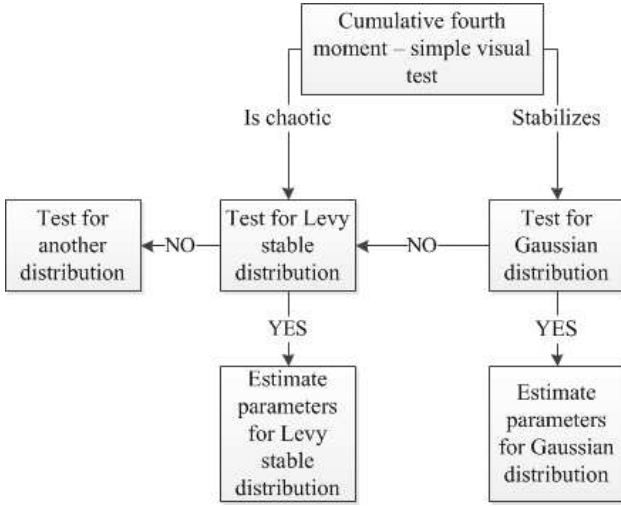 Cumulative fourth
moment – simple visual
test
Is chaotic
Stabilizes
Test for
another
distribution
NO
Test for Levy
stable
distribution
NO
Test for
Gaussian
distribution
YES
YES
Estimate
parameters
for Levy
stable
distribution
Estimate
parameters
for Gaussian
distribution